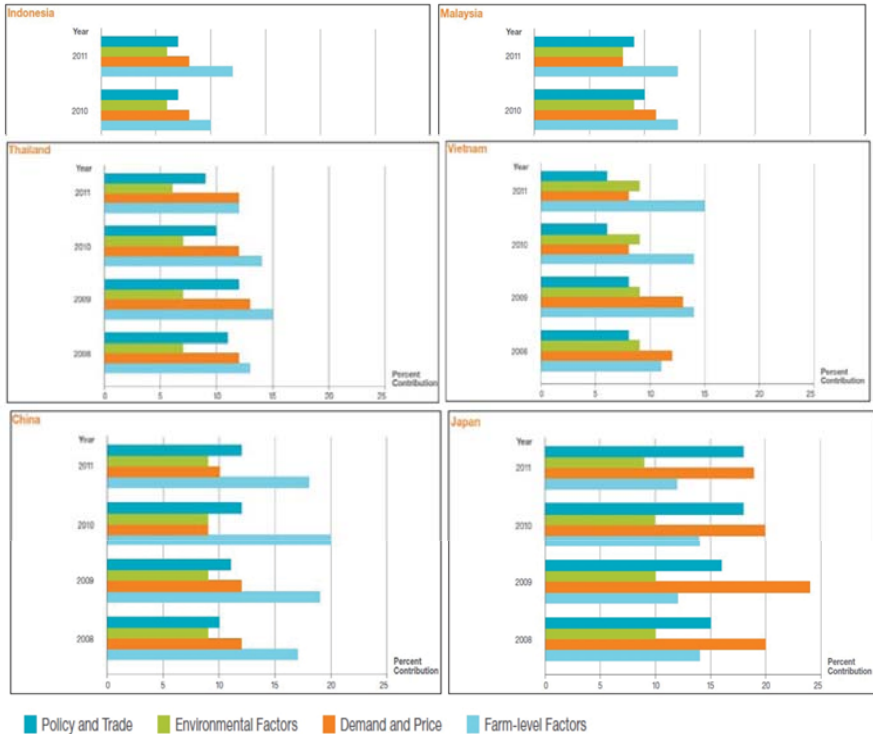 Indonesia
Year
2011
2010
Malaysia
Year
2011
2010
Thailand
Year
2011
2010
2009
2008
Percent
Contribution
0 5 10 15 20 25
Vietnam
Year
2011
2010
2009
2008
Percent
Contribution
0 5 10 15 20 25
China
Year
2011
2010
2009
2008
Percent
Contribution
0 5 10 15 20 25
Japan
Year
2011
2010
2009
2008
Percent
Contribution
0 5 10 15 20 25
Policy and Trade Environmental Factors Demand and Price Farm-level Factors